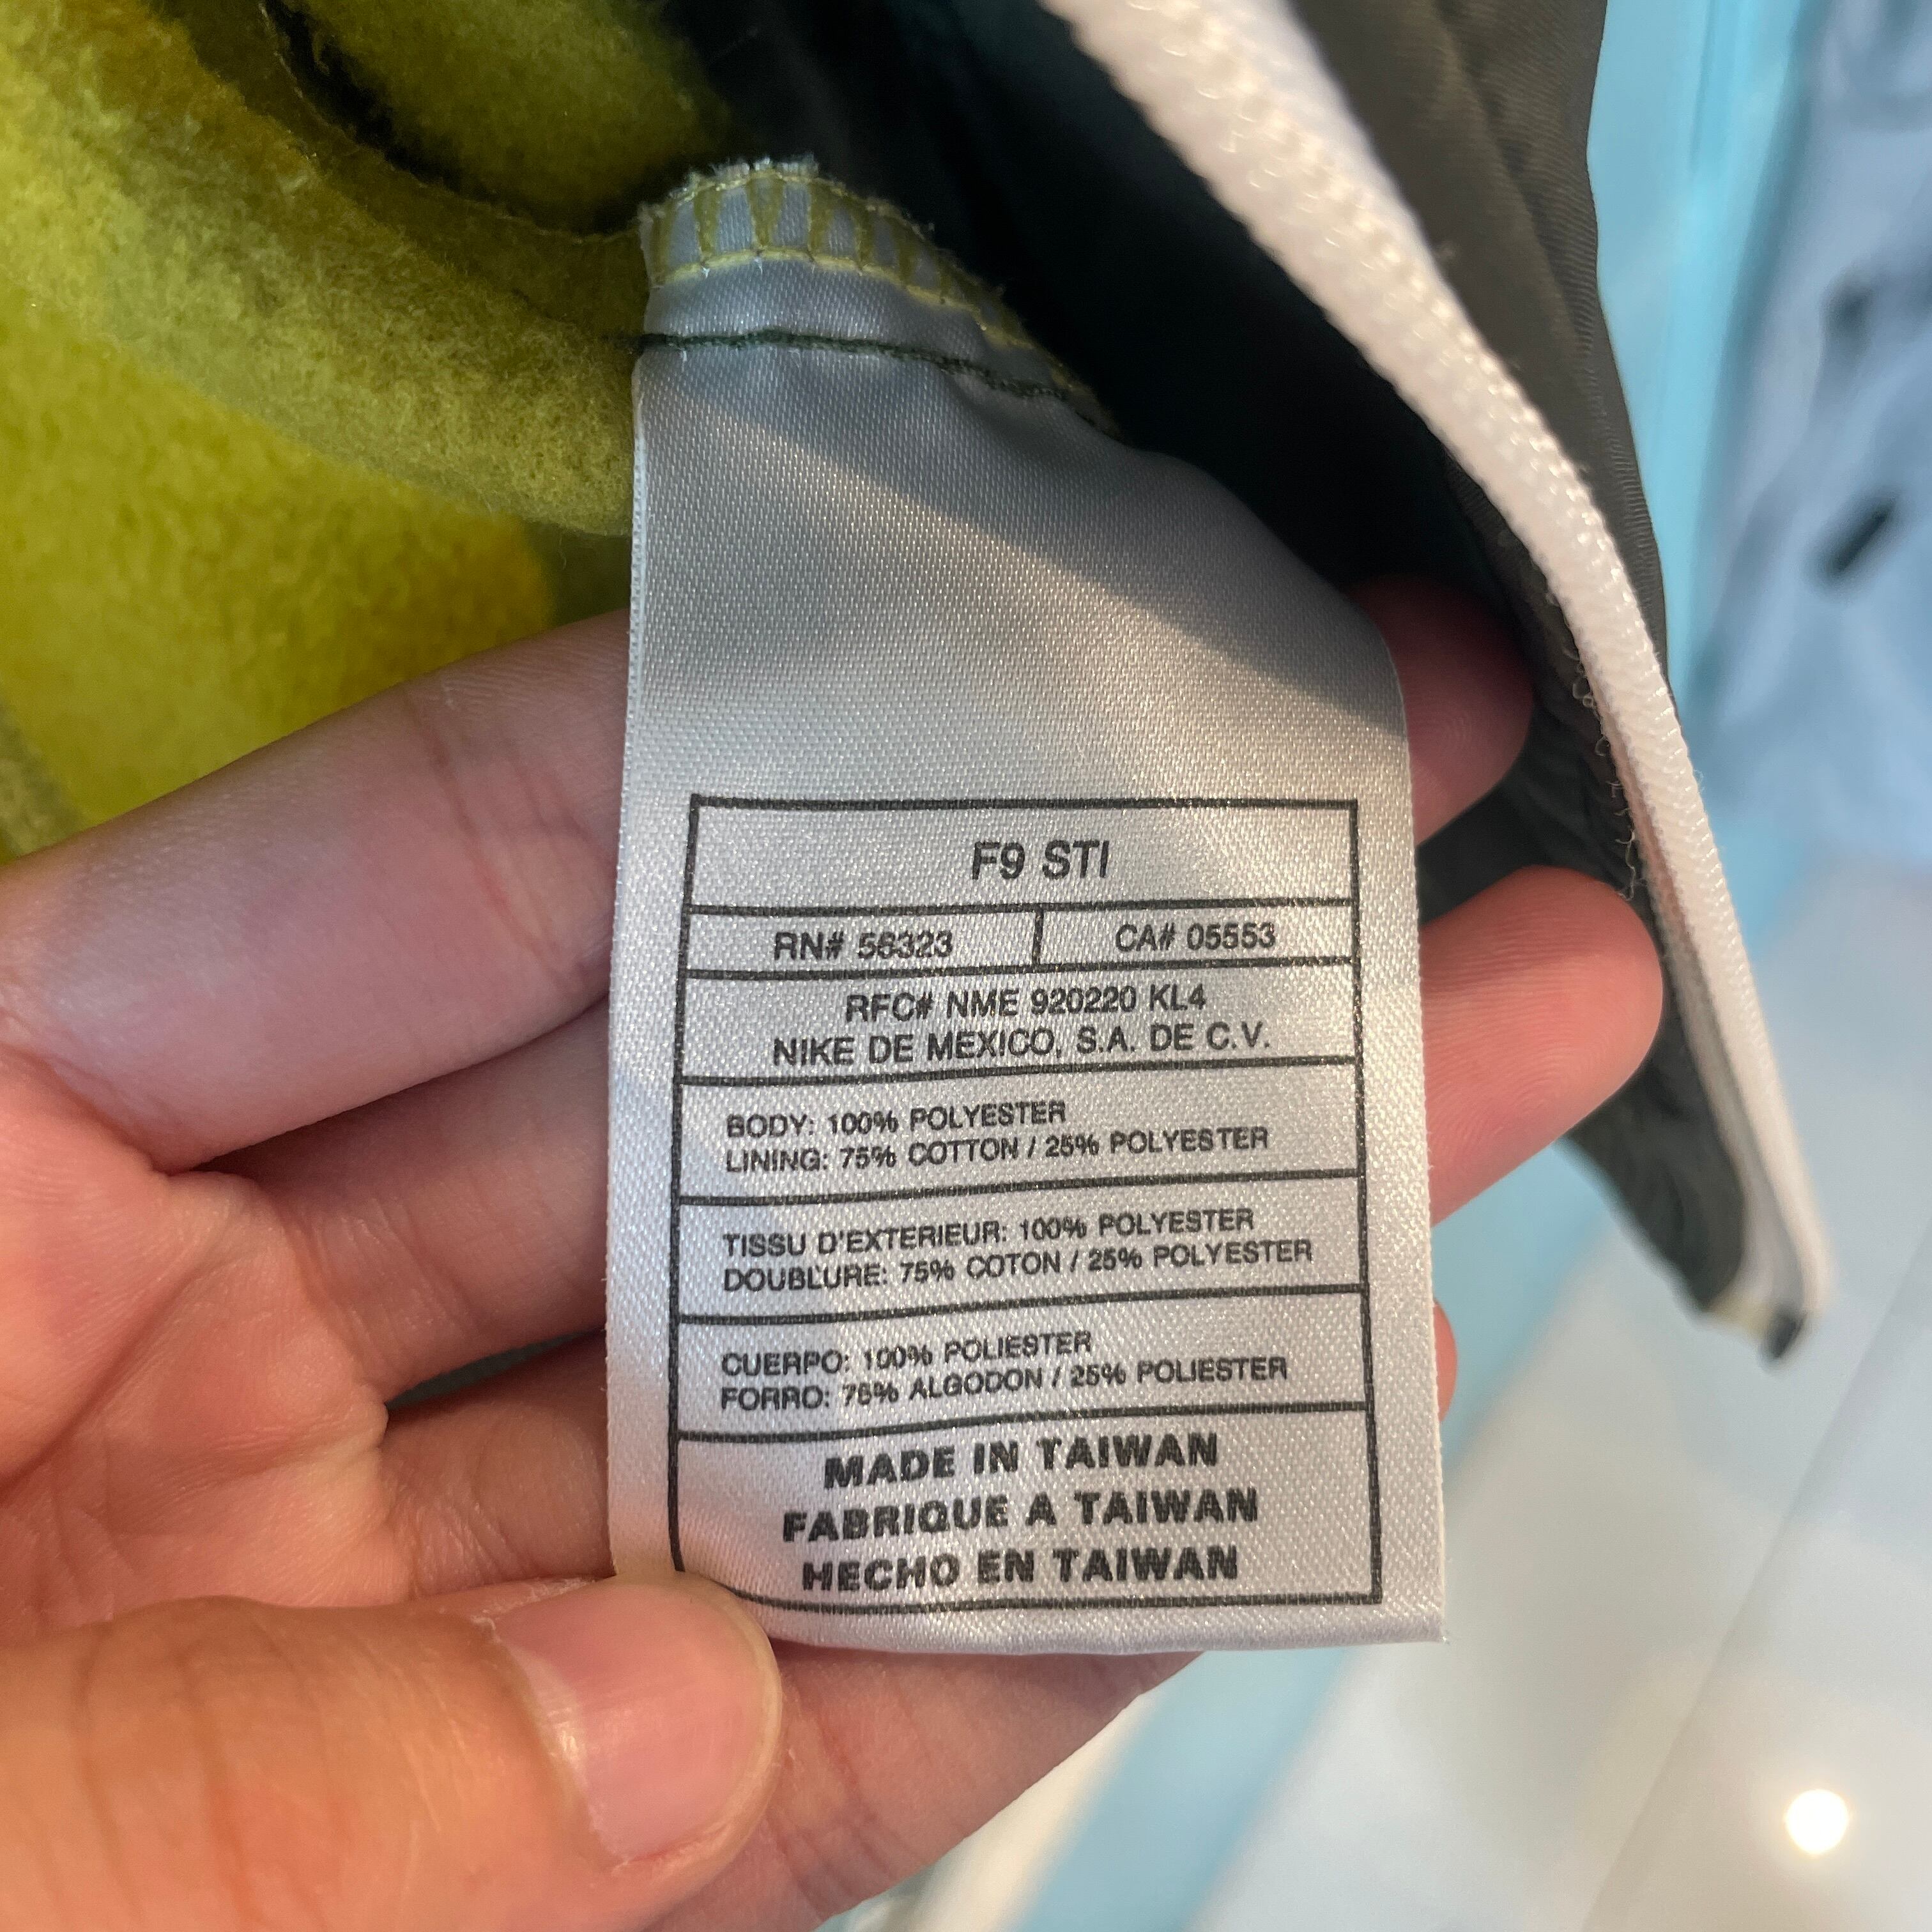 F9 STI
RN# 56323 CA# 05553
RFC# NME 920220 KL4
NIKE DE MEXICO, S.A. DE C.V.
BODY: 100% POLYESTER
LINING: 75% COTTON / 25% POLYESTER
TISSU D'EXTERIEUR: 100% POLYESTER
DOUBLURE: 75% COTON / 25% POLYESTER
CUERPO: 100% POLIESTER
FORRO: 75% ALGODON / 25% POLIESTER
MADE IN TAIWAN
FABRIQUE A TAIWAN
HECHO EN TAIWAN